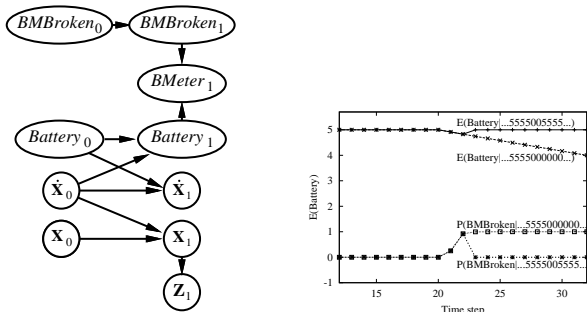 BMBroken₀
BMBroken₁
BMeter₁
Battery₀
Battery₁
Ẋ₀
Ẋ₁
X₀
X₁
Z₁
E(Battery|...5555005555...)
E(Battery|...5555000000...)
P(BMBroken|...5555000000...)
P(BMBroken|...5555005555...)
E(Battery)
5
4
3
2
1
0
-1
15
20
25
30
Time step